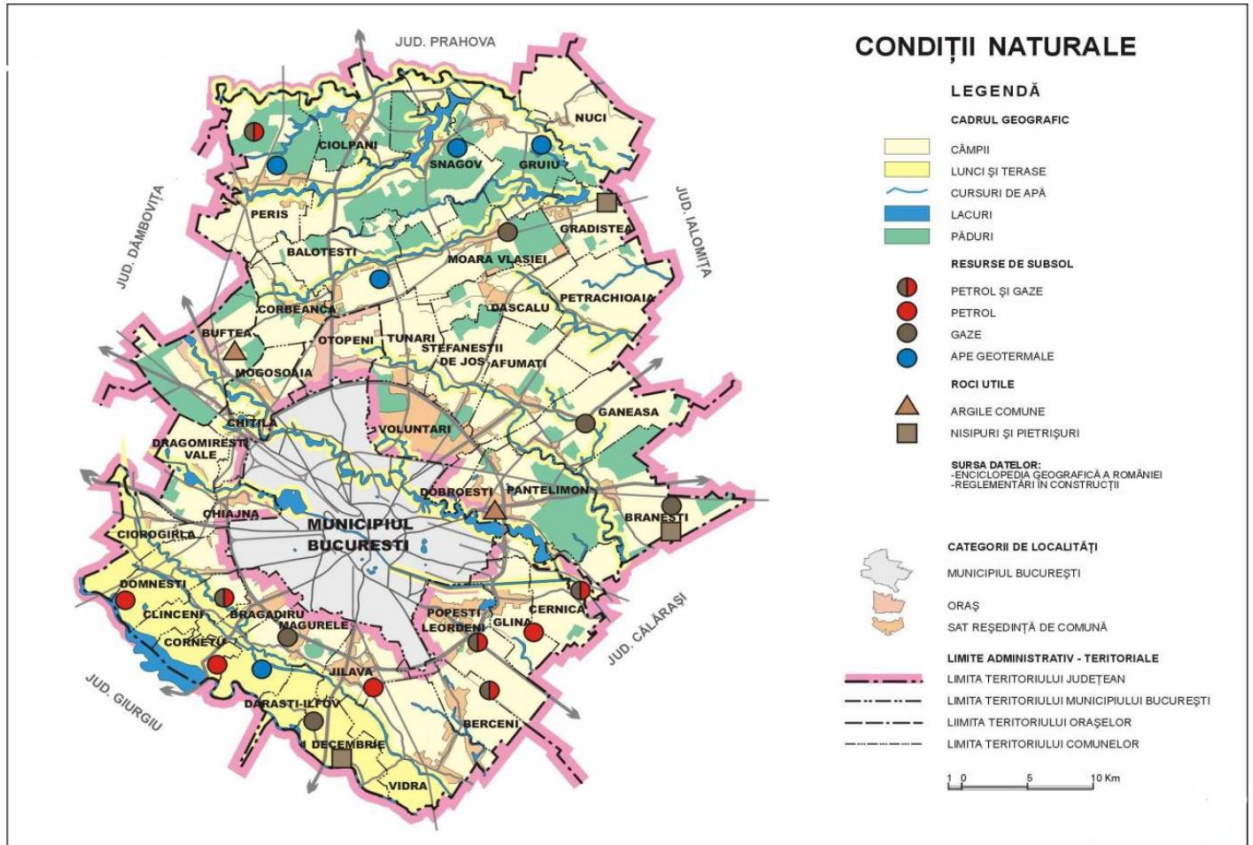 JUD. PRAHOVA
NUCI
CIOLPANI
SNAGOV
GRUIU
JUD. DÂMBOVIȚA
JUD. IALOMIȚA
PERIS
GRADISTEA
BALOTESTI
MOARA VLASIEI
PETRACHIOAIA
DASCALU
CORBEANCA
BUFTEA
OTOPENI
TUNARI
STEFANESTII
DE JOS
AFUMATI
MOGOSOAIA
GANEASA
CHITILA
VOLUNTARI
DRAGOMIRESTI
VALE
DOBROESTI
PANTELIMON
CHIAJNA
BRANESTI
MUNICIPIUL
BUCURESTI
CIOROGIRLA
DOMNESTI
CLINCENI
BRAGADIRU
MAGURELE
POPESTI
LEORDENI
GLINA
CERNICA
JUD. CĂLĂRAȘI
CORNETU
JILAVA
JUD. GIURGIU
DARASTI-ILFOV
BERCENI
1 DECEMBRIE
VIDRA
CONDIȚII NATURALE
LEGENDĂ
CADRUL GEOGRAFIC
CÂMPII
LUNCI ȘI TERASE
CURSURI DE APĂ
LACURI
PĂDURI
RESURSE DE SUBSOL
PETROL ȘI GAZE
PETROL
GAZE
APE GEOTERMALE
ROCI UTILE
ARGILE COMUNE
NISIPURI ȘI PIETRIȘURI
SURSA DATELOR:
-ENCICLOPEDIA GEOGRAFICĂ A ROMÂNIEI
-REGLEMENTĂRI ÎN CONSTRUCȚII
CATEGORII DE LOCALITĂȚI
MUNICIPIUL BUCUREȘTI
ORAȘ
SAT REȘEDINȚĂ DE COMUNĂ
LIMITE ADMINISTRATIV - TERITORIALE
LIMITA TERITORIULUI JUDEȚEAN
LIMITA TERITORIULUI MUNICIPIULUI BUCUREȘTI
LIIMITA TERITORIULUI ORAȘELOR
LIMITA TERITORIULUI COMUNELOR
1 0 5 10 Km